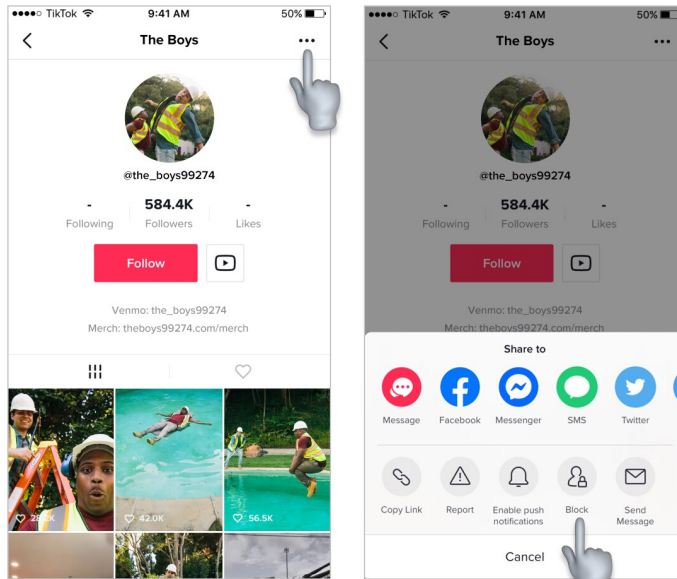 TikTok 9:41 AM 50%
The Boys
@the_boys99274
- 584.4K -
Following Followers Likes
Follow
Venmo: the_boys99274
Merch: theboys99274.com/merch
42.0K 56.5K
TikTok 9:41 AM 50%
The Boys
@the_boys99274
- 584.4K -
Following Followers Likes
Follow
Venmo: the_boys99274
Merch: theboys99274.com/merch
Share to
Message Facebook Messenger SMS Twitter
Copy Link Report Enable push notifications Block Send Message
Cancel